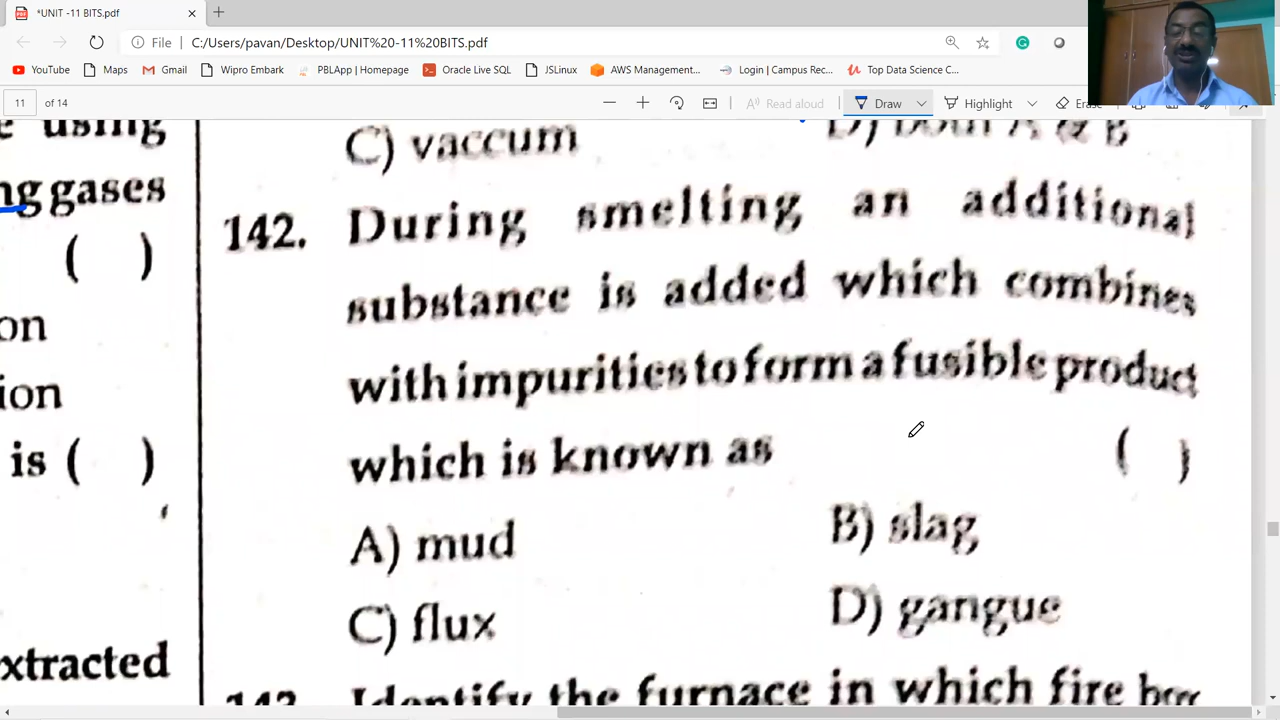 *UNIT -11 BITS.pdf
File C:/Users/pavan/Desktop/UNIT%20-11%20BITS.pdf
YouTube Maps Gmail Wipro Embark PBLApp | Homepage Oracle Live SQL JSLinux AWS Management... Login | Campus Rec... Top Data Science C...
11 of 14 Read aloud Draw Highlight Erase
using
gases
( )
on
ion
is ( )
xtracted
C) vaccum D) both A & B
142. During smelting an additional
substance is added which combines
with impurities to form a fusible product
which is known as ( )
A) mud B) slag
C) flux D) gangue
143. Identify the furnace in which fire box